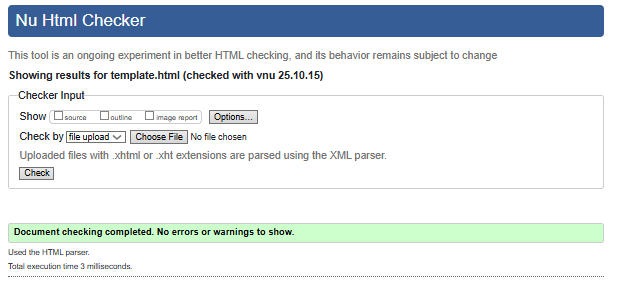 Nu Html Checker
This tool is an ongoing experiment in better HTML checking, and its behavior remains subject to change
Showing results for template.html (checked with vnu 25.10.15)
Checker Input
Show source outline image report Options...
Check by file upload Choose File No file chosen
Uploaded files with .xhtml or .xht extensions are parsed using the XML parser.
Check
Document checking completed. No errors or warnings to show.
Used the HTML parser.
Total execution time 3 milliseconds.